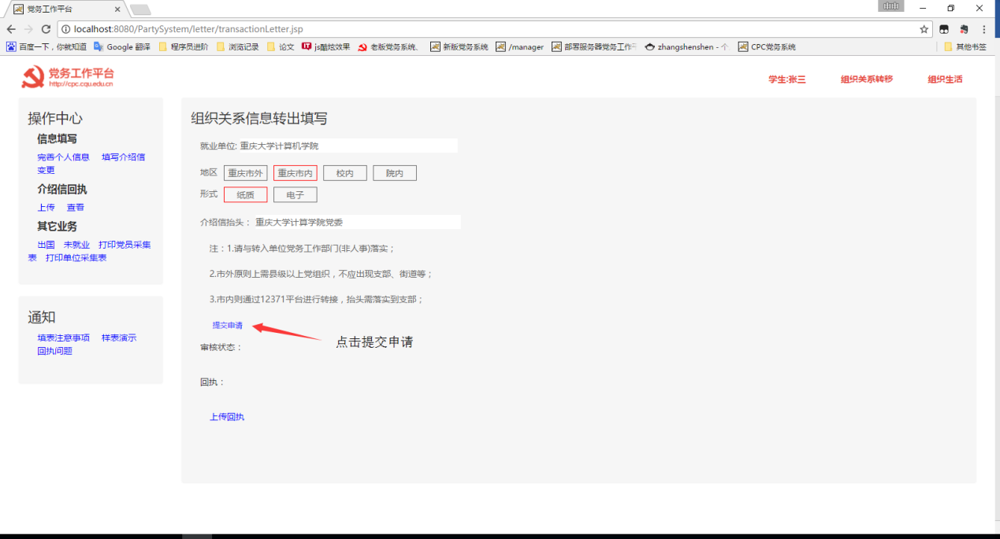 党务工作平台
申申
localhost:8080/PartySystem/letter/transactionLetter.jsp
百度一下，你就知道 Google 翻译 程序员进阶 浏览记录 论文 js酷炫效果 老版党务系统. 新版党务系统 /manager 部署服务器党务工作平 zhangshenshen - 个 CPC党务系统 其他书签
党务工作平台
http://cpc.cqu.edu.cn
学生:张三 组织关系转移 组织生活
操作中心
信息填写
完善个人信息 填写介绍信
变更
介绍信回执
上传 查看
其它业务
出国 未就业 打印党员采集
表 打印单位采集表
通知
填表注意事项 样表演示
回执问题
组织关系信息转出填写
就业单位: 重庆大学计算机学院
地区 重庆市外 重庆市内 校内 院内
形式 纸质 电子
介绍信抬头： 重庆大学计算学院党委
注：1.请与转入单位党务工作部门(非人事)落实；
2.市外原则上需县级以上党组织，不应出现支部、街道等；
3.市内则通过12371平台进行转接，抬头需落实到支部；
提交申请
点击提交申请
审核状态：
回执：
上传回执